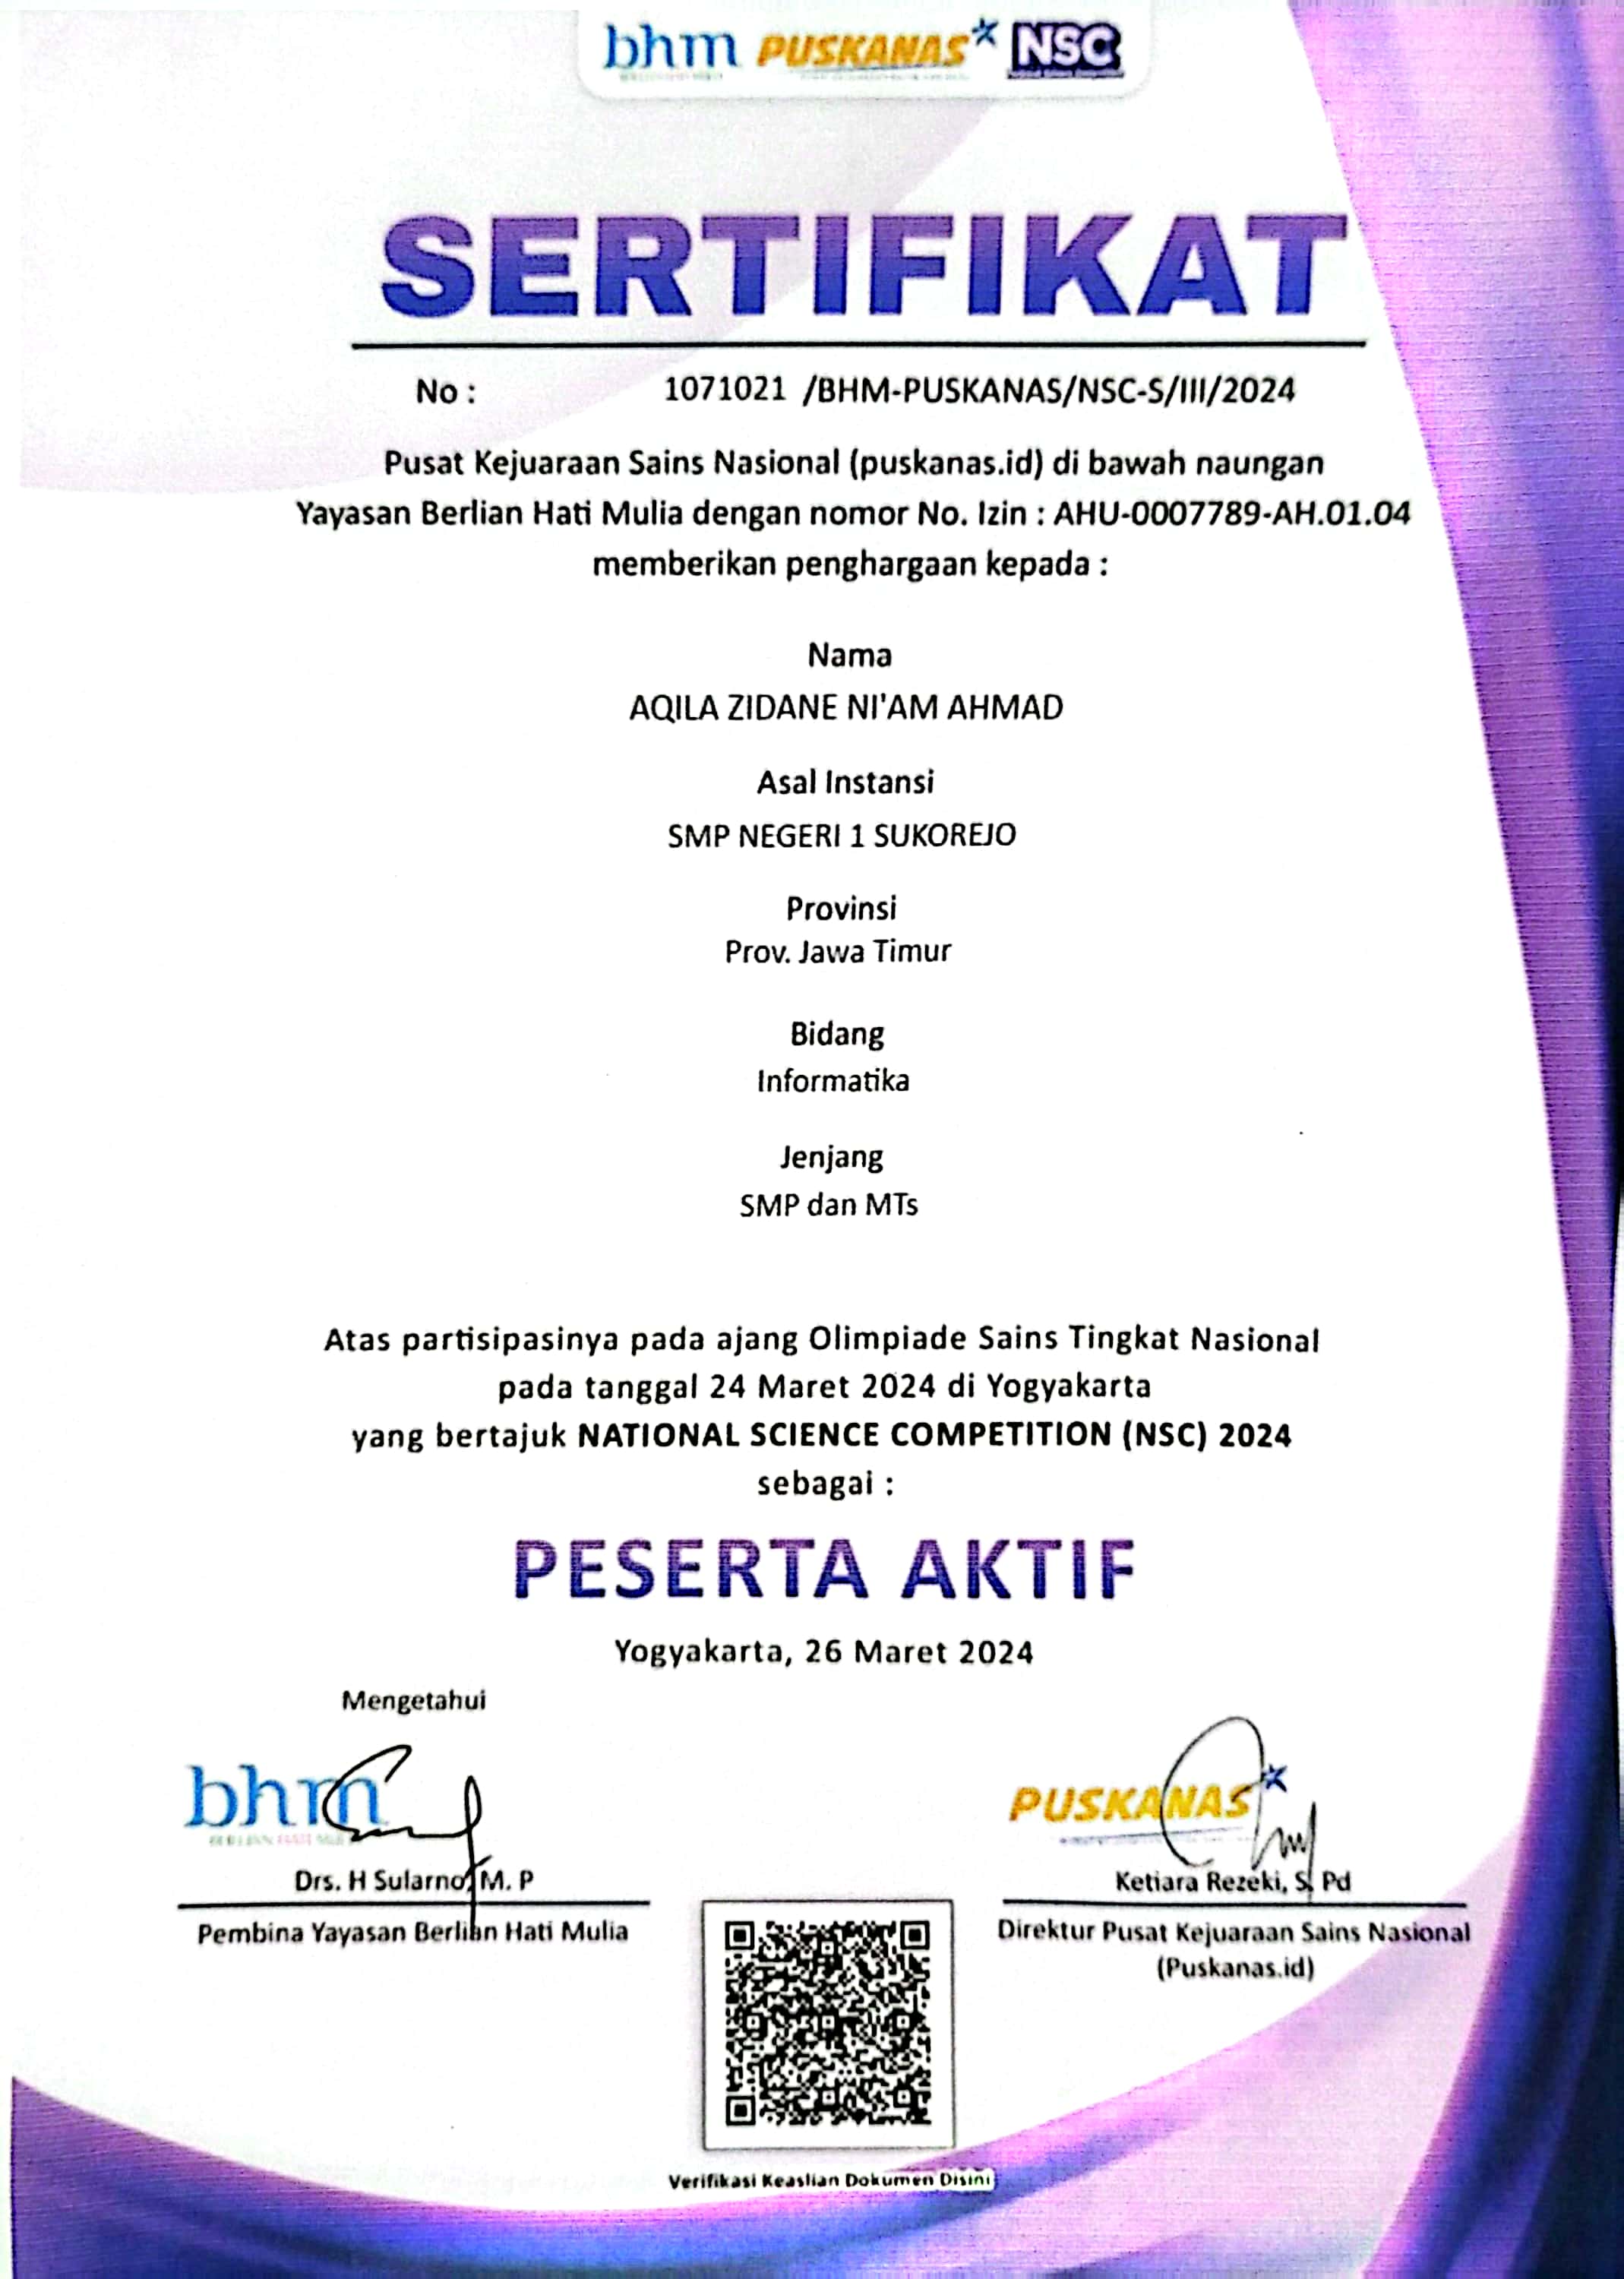 bhm PUSKANAS NSC
SERTIFIKAT
No : 1071021 /BHM-PUSKANAS/NSC-S/III/2024
Pusat Kejuaraan Sains Nasional (puskanas.id) di bawah naungan
Yayasan Berlian Hati Mulia dengan nomor No. Izin : AHU-0007789-AH.01.04
memberikan penghargaan kepada :
Nama
AQILA ZIDANE NI'AM AHMAD
Asal Instansi
SMP NEGERI 1 SUKOREJO
Provinsi
Prov. Jawa Timur
Bidang
Informatika
Jenjang
SMP dan MTs
Atas partisipasinya pada ajang Olimpiade Sains Tingkat Nasional
pada tanggal 24 Maret 2024 di Yogyakarta
yang bertajuk NATIONAL SCIENCE COMPETITION (NSC) 2024
sebagai :
PESERTA AKTIF
Yogyakarta, 26 Maret 2024
Mengetahui
bhm
BERLIAN HATI MULIA
Drs. H Sularno, M. P
Pembina Yayasan Berlian Hati Mulia
PUSKANAS
Ketiara Rezeki, S. Pd
Direktur Pusat Kejuaraan Sains Nasional
(Puskanas.id)
Verifikasi Keaslian Dokumen Disini